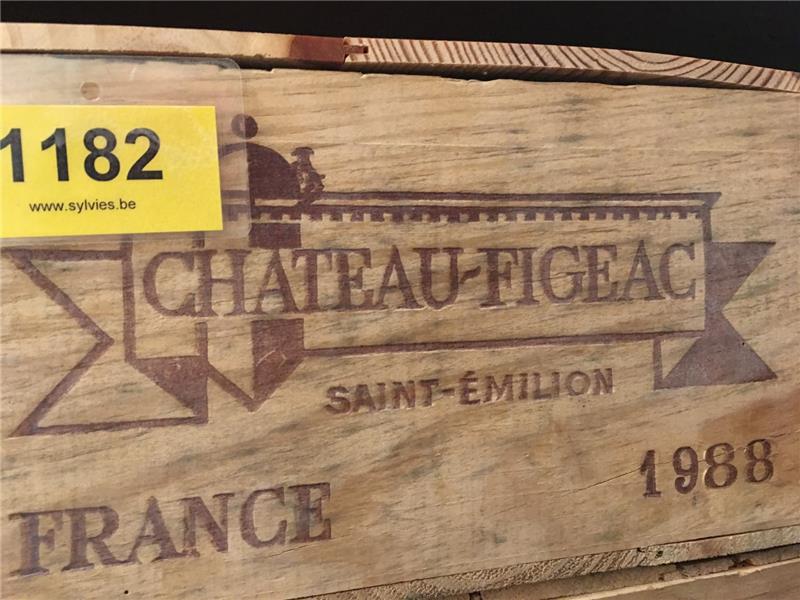 1182
www.sylvies.be
CHATEAU-FIGEAC
SAINT-ÉMILION
1988
FRANCE